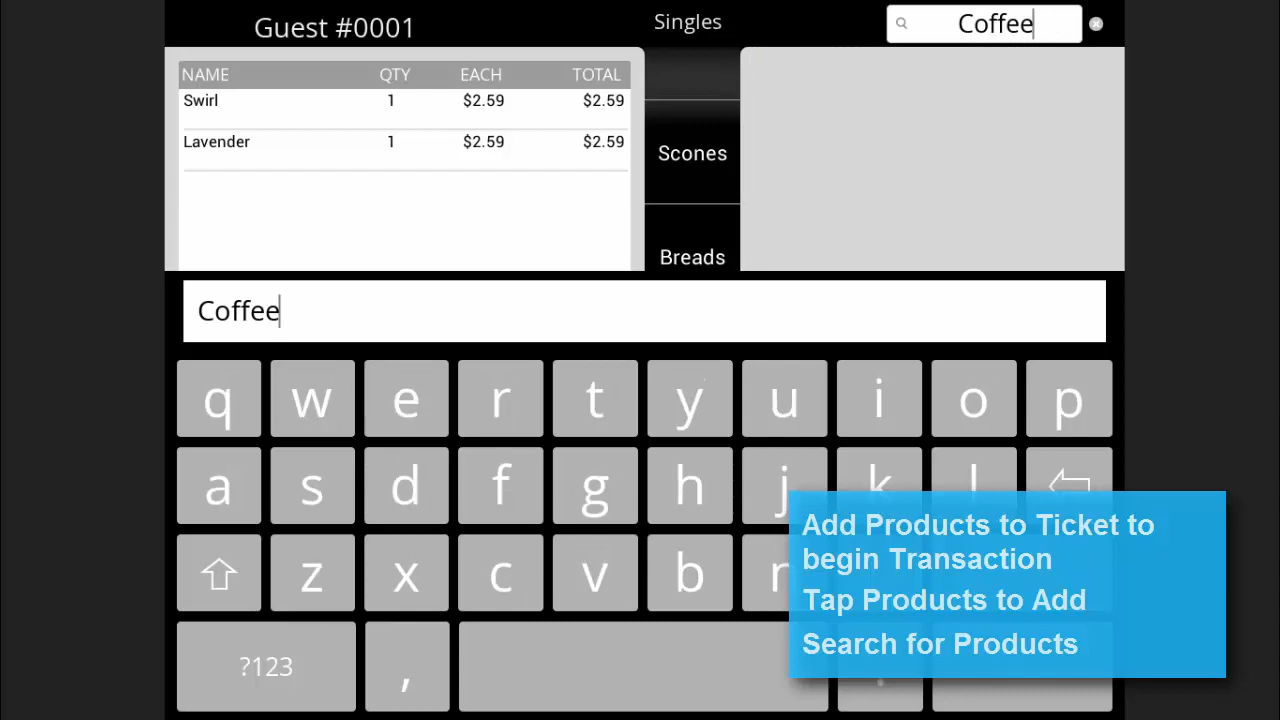 Guest #0001
Singles
Coffee
NAME QTY EACH TOTAL
Swirl 1 $2.59 $2.59
Lavender 1 $2.59 $2.59
Scones
Breads
Coffee
q w e r t y u i o p
a s d f g h j k l
z x c v b
?123 ,
Add Products to Ticket to
begin Transaction
Tap Products to Add
Search for Products